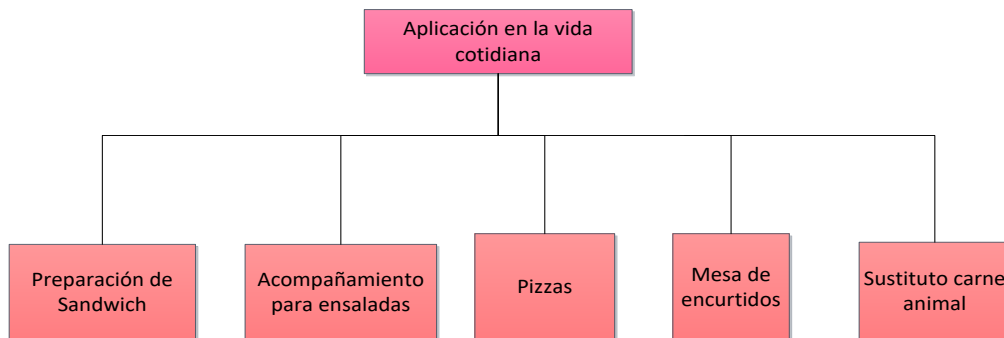 Aplicación en la vida
cotidiana
Preparación de
Sandwich
Acompañamiento
para ensaladas
Pizzas
Mesa de
encurtidos
Sustituto carne
animal